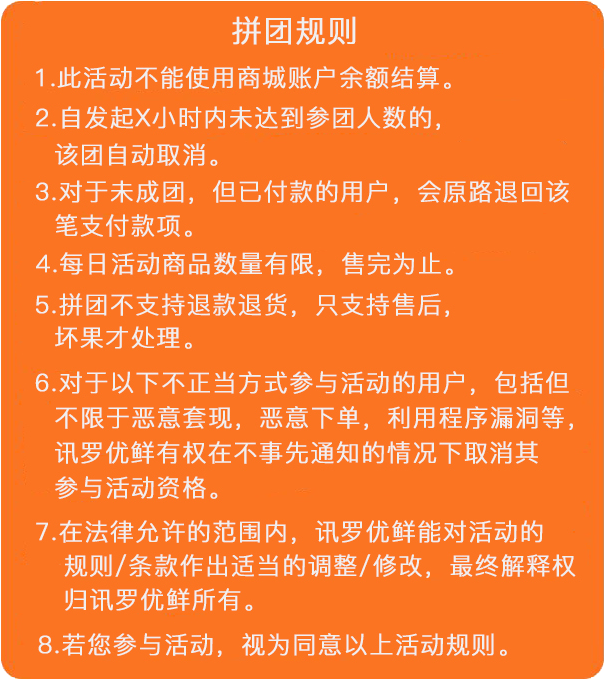 拼团规则
1.此活动不能使用商城账户余额结算。
2.自发起X小时内未达到参团人数的，
该团自动取消。
3.对于未成团，但已付款的用户，会原路退回该
笔支付款项。
4.每日活动商品数量有限，售完为止。
5.拼团不支持退款退货，只支持售后，
坏果才处理。
6.对于以下不正当方式参与活动的用户，包括但
不限于恶意套现，恶意下单，利用程序漏洞等，
讯罗优鲜有权在不事先通知的情况下取消其
参与活动资格。
7.在法律允许的范围内，讯罗优鲜能对活动的
规则/条款作出适当的调整/修改，最终解释权
归讯罗优鲜所有。
8.若您参与活动，视为同意以上活动规则。